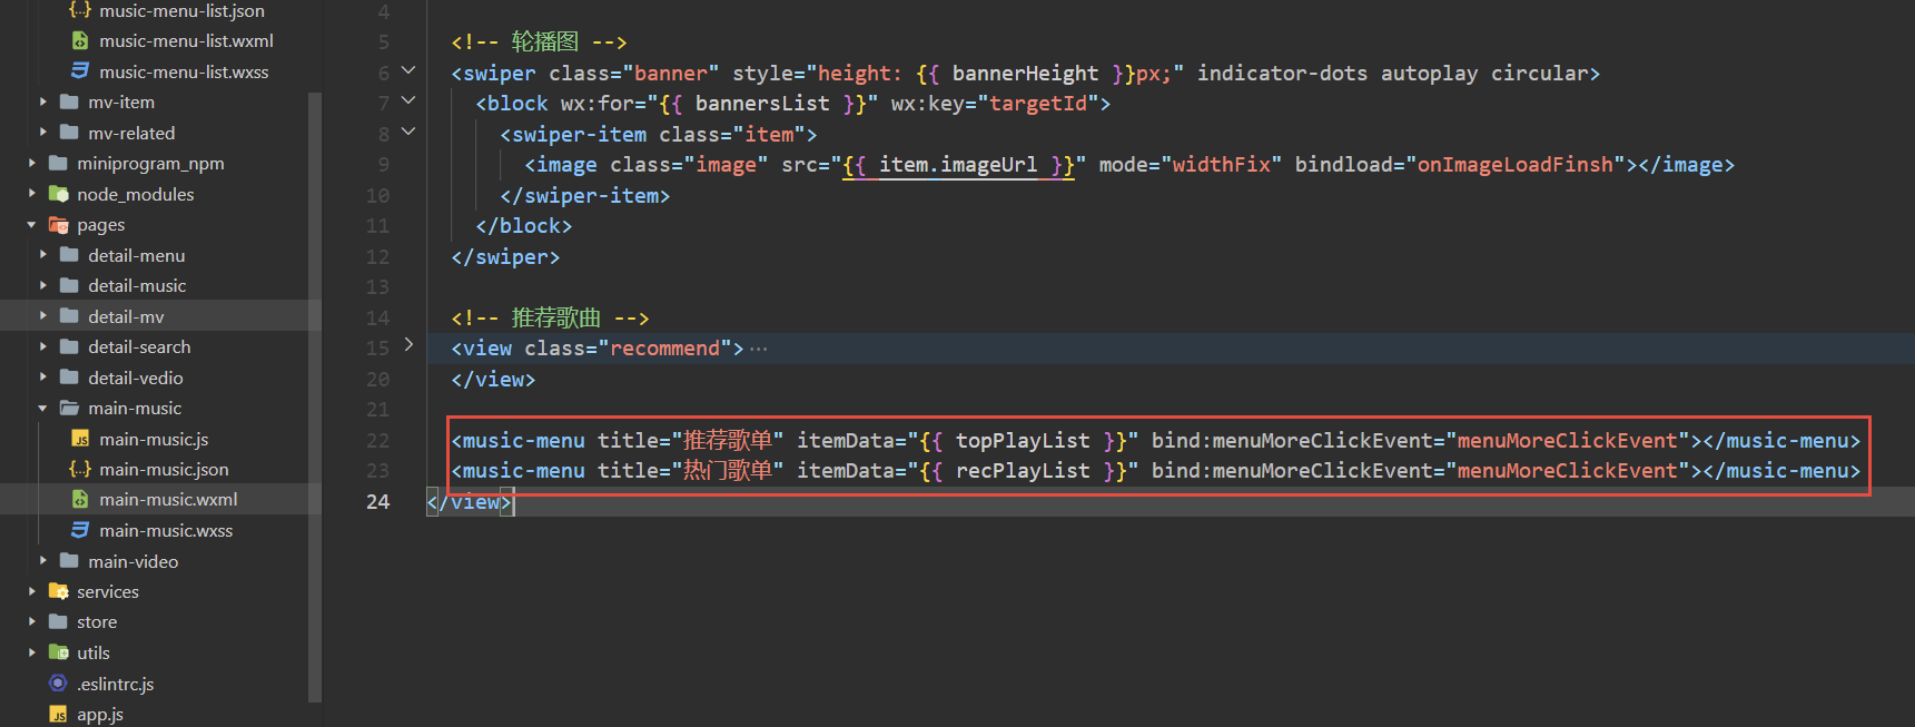 music-menu-list.json
music-menu-list.wxml
music-menu-list.wxss
mv-item
mv-related
miniprogram_npm
node_modules
pages
detail-menu
detail-music
detail-mv
detail-search
detail-vedio
main-music
main-music.js
main-music.json
main-music.wxml
main-music.wxss
main-video
services
store
utils
.eslintrc.js
app.js
4
5 <!-- 轮播图 -->
6 <swiper class="banner" style="height: {{ bannerHeight }}px;" indicator-dots autoplay circular>
7 <block wx:for="{{ bannersList }}" wx:key="targetId">
8 <swiper-item class="item">
9 <image class="image" src="{{ item.imageUrl }}" mode="widthFix" bindload="onImageLoadFinsh"></image>
10 </swiper-item>
11 </block>
12 </swiper>
13
14 <!-- 推荐歌曲 -->
15 <view class="recommend">···
20 </view>
21
22 <music-menu title="推荐歌单" itemData="{{ topPlayList }}" bind:menuMoreClickEvent="menuMoreClickEvent"></music-menu>
23 <music-menu title="热门歌单" itemData="{{ recPlayList }}" bind:menuMoreClickEvent="menuMoreClickEvent"></music-menu>
24 </view>